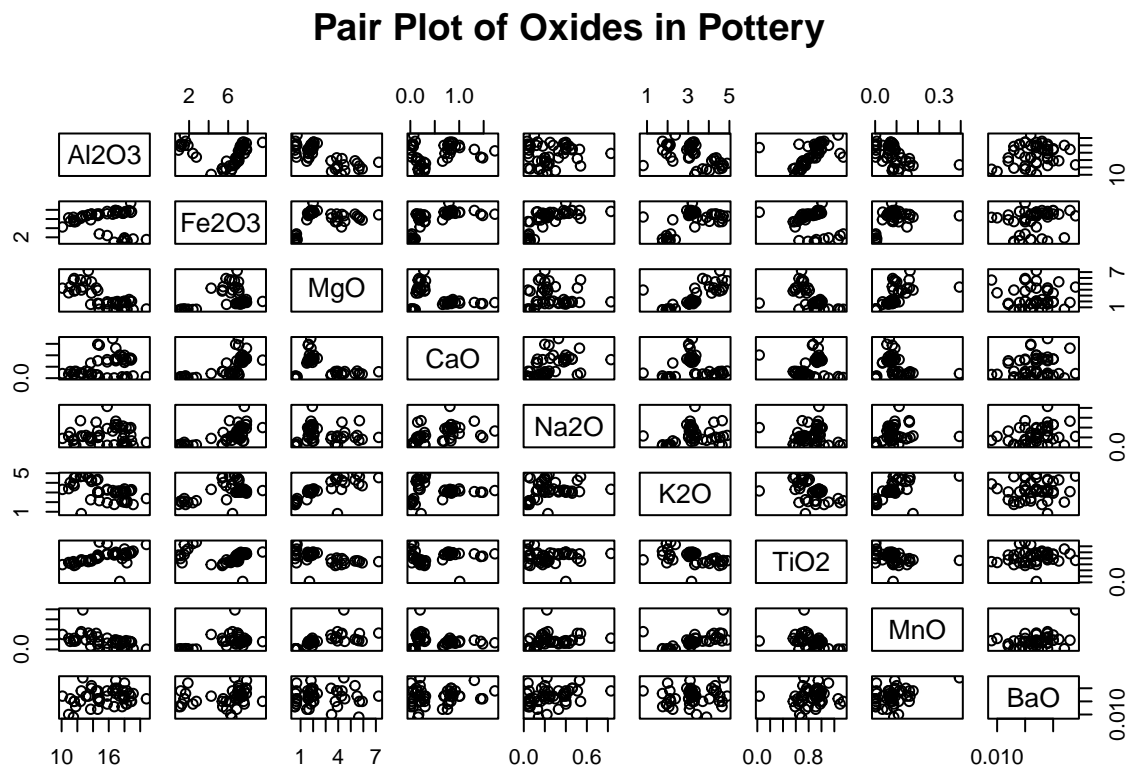 Pair Plot of Oxides in Pottery
2 6
0.0 1.0
1 3 5
0.0 0.3
Al2O3
10
2
Fe2O3
MgO
1 7
0.0
CaO
Na2O
0.0
1 5
K2O
TiO2
0.0
0.0
MnO
BaO
0.010
10 16
1 4 7
0.0 0.6
0.0 0.8
0.010